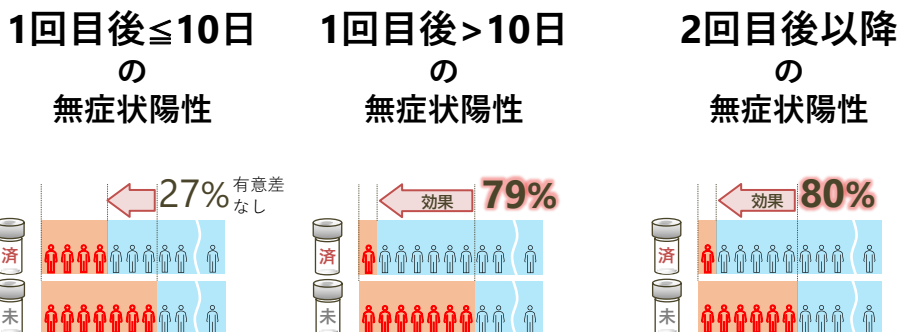 1回目後≦10日
の
無症状陽性
27%
有意差
なし
済
未
1回目後>10日
の
無症状陽性
効果
79%
済
未
2回目後以降
の
無症状陽性
効果
80%
済
未